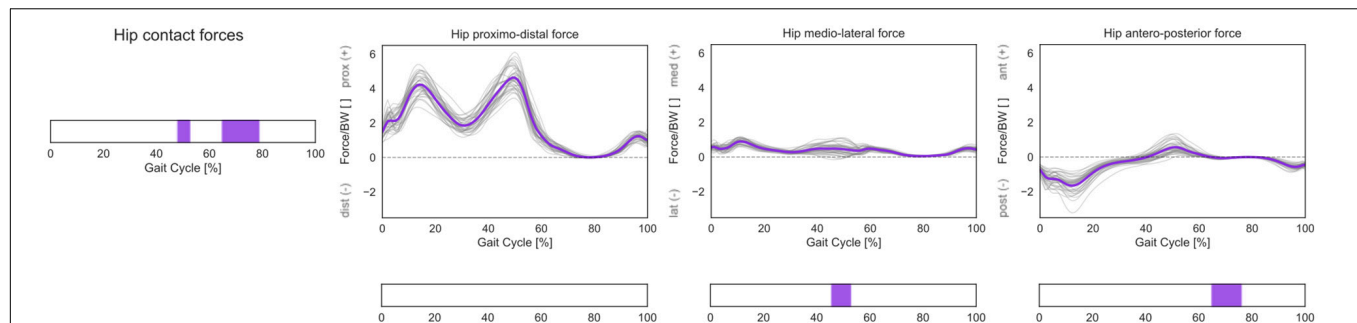 Hip contact forces
0 20 40 60 80 100
Gait Cycle [%]
Hip proximo-distal force
dist (-) prox (+)
Force/BW [ ]
6
4
2
0
−2
0 20 40 60 80 100
Gait Cycle [%]
0 20 40 60 80 100
Hip medio-lateral force
lat (-) med (+)
Force/BW [ ]
6
4
2
0
−2
0 20 40 60 80 100
Gait Cycle [%]
0 20 40 60 80 100
Hip antero-posterior force
post (-) ant (+)
Force/BW [ ]
6
4
2
0
−2
0 20 40 60 80 100
Gait Cycle [%]
0 20 40 60 80 100